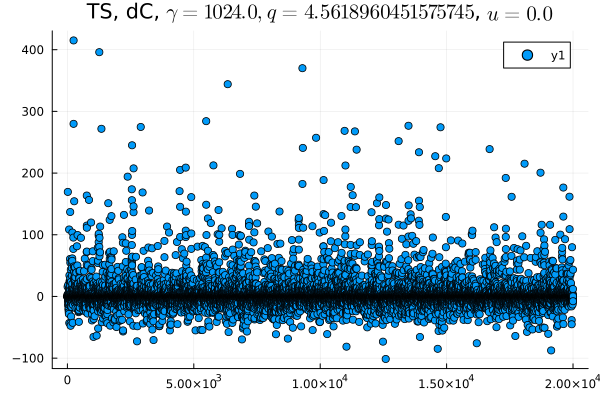 TS, dC, γ = 1024.0, q = 4.5618960451575745, u = 0.0
y1
400
300
200
100
0
−100
0 5.00×10³ 1.00×10⁴ 1.50×10⁴ 2.00×10⁴